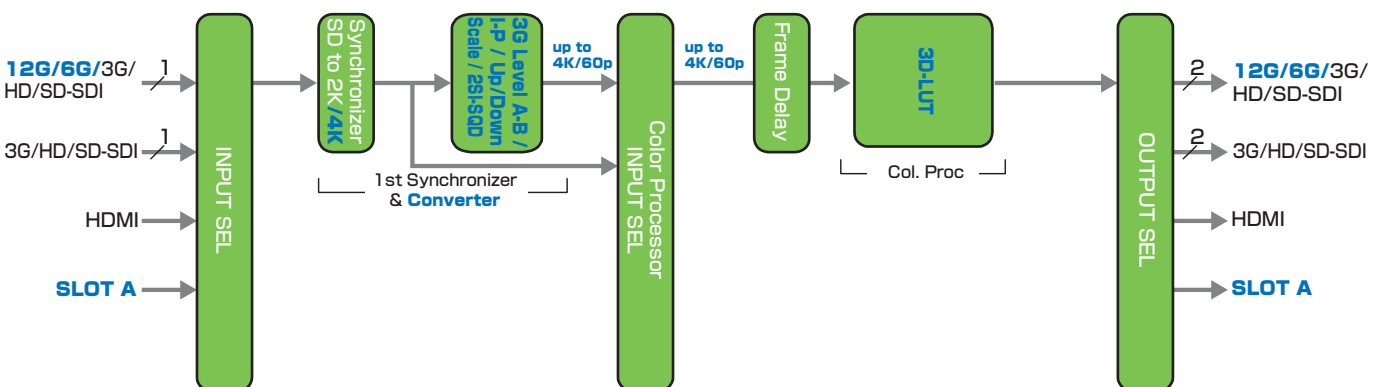 12G/6G/3G/
HD/SD-SDI
1
3G/HD/SD-SDI
1
HDMI
SLOT A
INPUT SEL
Synchronizer
SD to 2K/4K
3G Level A-B /
I-P / Up/Down
Scale / 2SI-SQD
1st Synchronizer
& Converter
up to
4K/60p
Color Processor
INPUT SEL
up to
4K/60p
Frame Delay
3D-LUT
Col. Proc
OUTPUT SEL
2
12G/6G/3G/
HD/SD-SDI
2
3G/HD/SD-SDI
HDMI
SLOT A